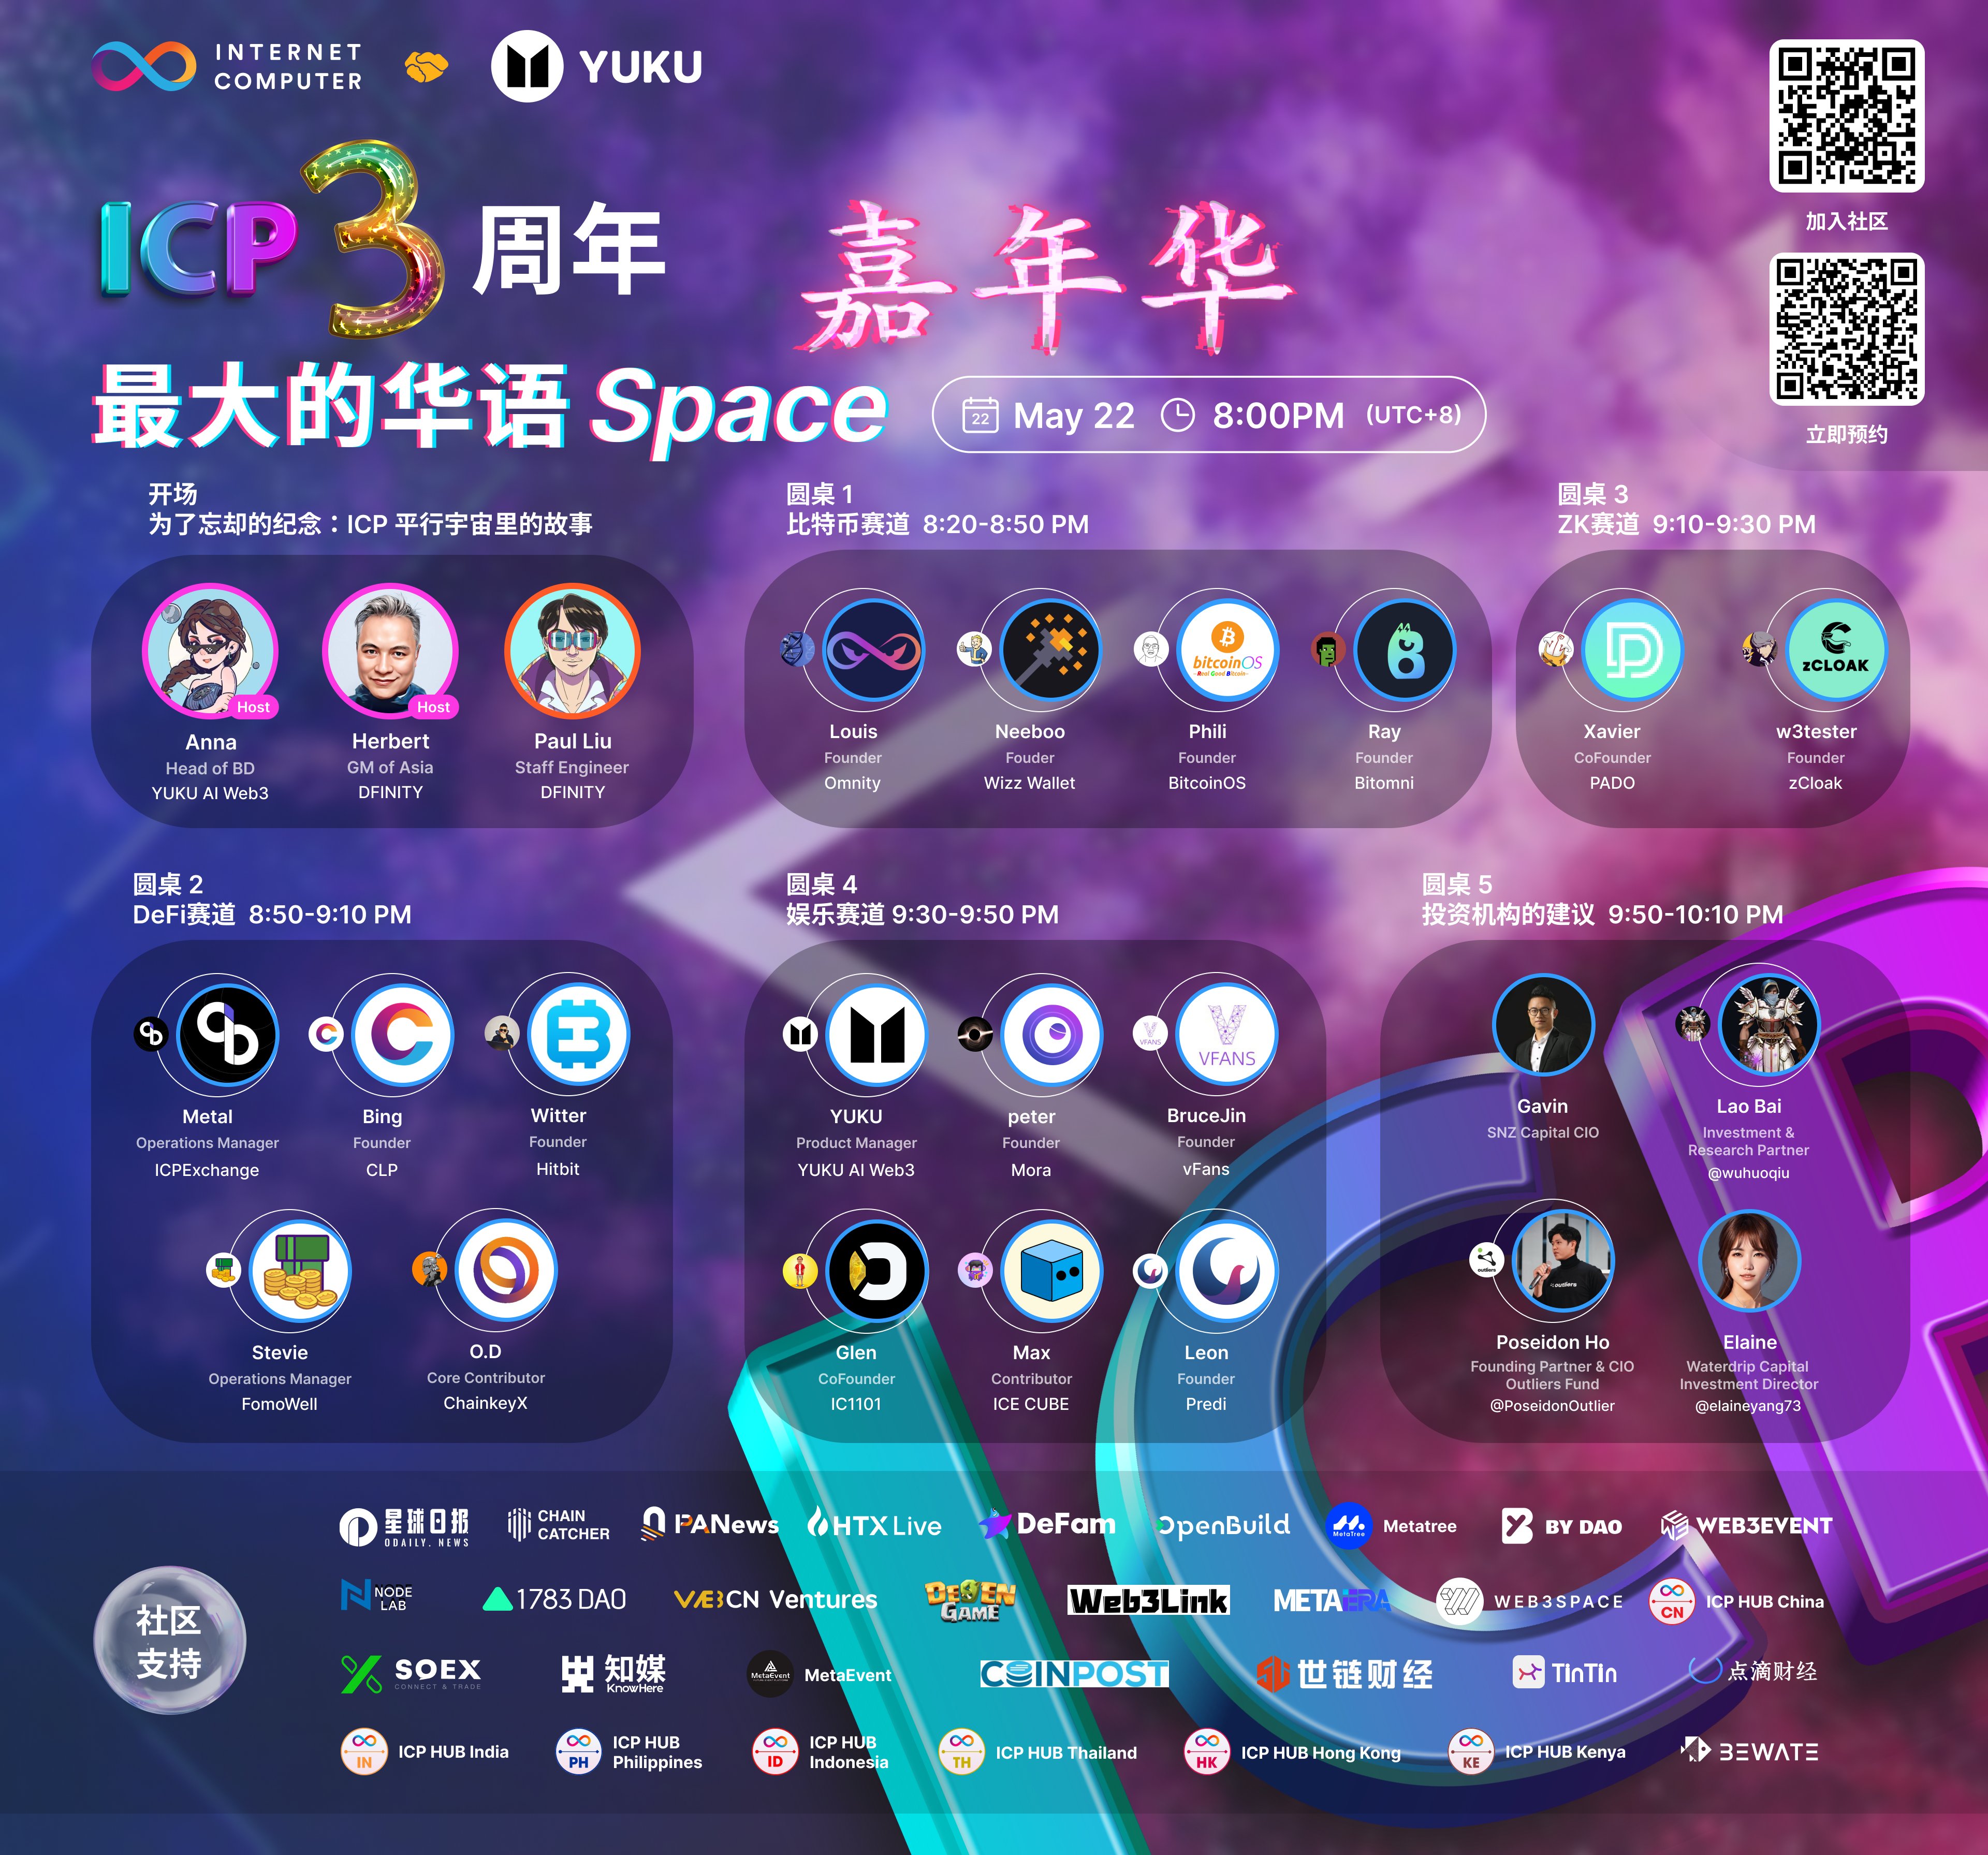 INTERNET
COMPUTER
YUKU
ICP 3 周年
嘉年华
最大的华语 Space
22 May 22 8:00PM (UTC+8)
加入社区
立即预约
开场
为了忘却的纪念：ICP 平行宇宙里的故事
Host
Anna
Head of BD
YUKU AI Web3
Host
Herbert
GM of Asia
DFINITY
Paul Liu
Staff Engineer
DFINITY
圆桌 1
比特币赛道 8:20-8:50 PM
Louis
Founder
Omnity
Neeboo
Fouder
Wizz Wallet
bitcoinOS
-Real Good Bitcoin-
Phili
Founder
BitcoinOS
Ray
Founder
Bitomni
圆桌 3
ZK赛道 9:10-9:30 PM
Xavier
CoFounder
PADO
zCLOAK
w3tester
Founder
zCloak
圆桌 2
DeFi赛道 8:50-9:10 PM
Metal
Operations Manager
ICPExchange
Bing
Founder
CLP
Witter
Founder
Hitbit
Stevie
Operations Manager
FomoWell
O.D
Core Contributor
ChainkeyX
圆桌 4
娱乐赛道 9:30-9:50 PM
YUKU
Product Manager
YUKU AI Web3
peter
Founder
Mora
VFANS
VFANS
BruceJin
Founder
vFans
Glen
CoFounder
IC1101
Max
Contributor
ICE CUBE
Leon
Founder
Predi
圆桌 5
投资机构的建议 9:50-10:10 PM
Gavin
SNZ Capital CIO
Lao Bai
Investment &
Research Partner
@wuhuoqiu
outliers
outliers
Poseidon Ho
Founding Partner & CIO
Outliers Fund
@PoseidonOutlier
Elaine
Waterdrip Capital
Investment Director
@elaineyang73
社区
支持
星球日报
ODAILY. NEWS
CHAIN
CATCHER
PANews
HTX Live
DeFam
OpenBuild
MetaTree
Metatree
BY DAO
WEB3EVENT
NODE
LAB
1783 DAO
WEB3CN Ventures
DEGEN
GAME
Web3Link
METAERA
WEB3SPACE
CN
ICP HUB China
SOEX
CONNECT & TRADE
知媒
KnowHere
MetaEvent
MetaEvent
COINPOST
世链财经
TinTin
点滴财经
IN
ICP HUB India
PH
ICP HUB
Philippines
ID
ICP HUB
Indonesia
TH
ICP HUB Thailand
HK
ICP HUB Hong Kong
KE
ICP HUB Kenya
BEWATE